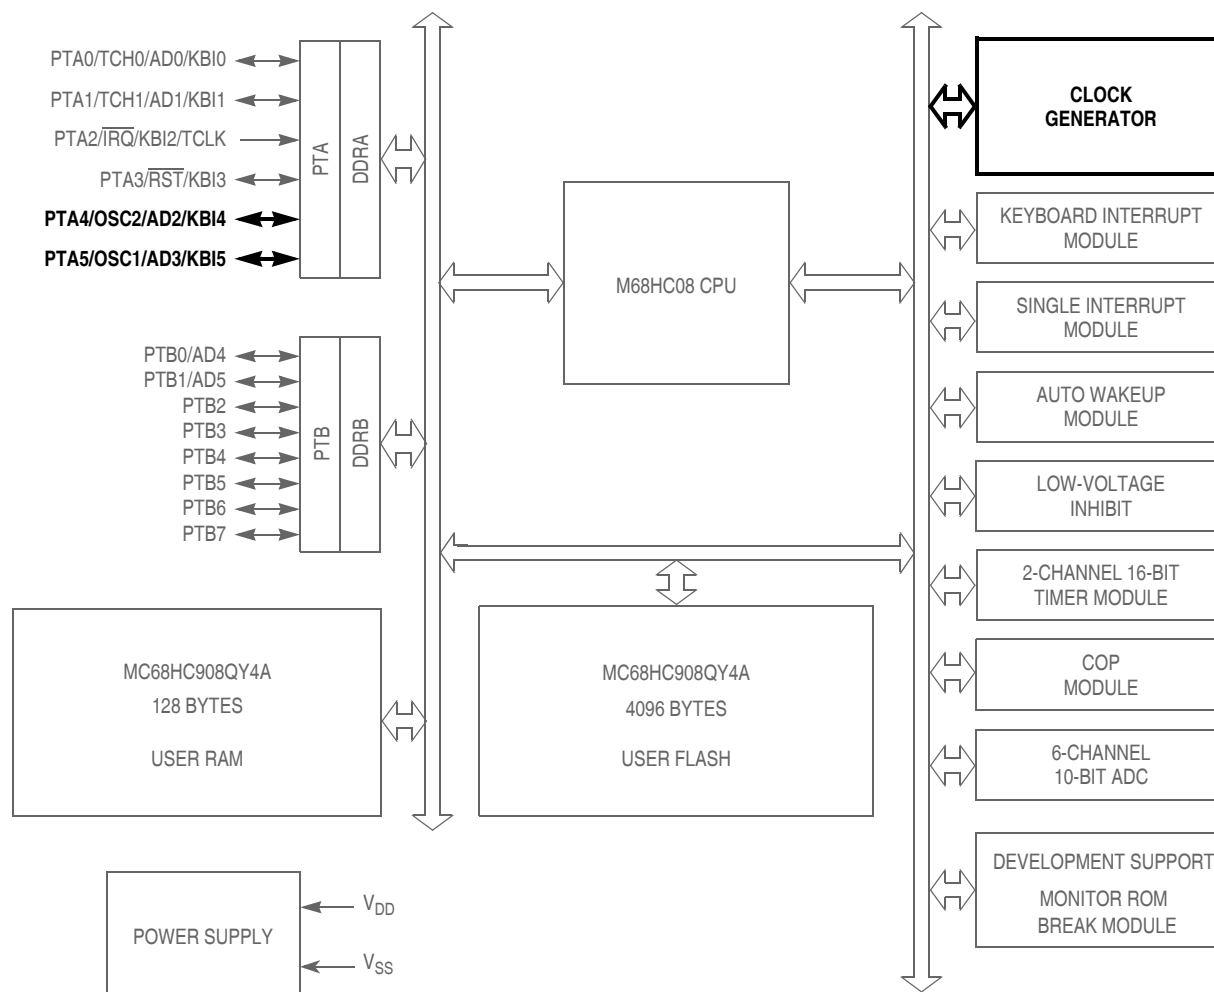 PTA0/TCH0/AD0/KBI0
PTA1/TCH1/AD1/KBI1
PTA2/IRQ/KBI2/TCLK
PTA3/RST/KBI3
PTA4/OSC2/AD2/KBI4
PTA5/OSC1/AD3/KBI5
PTA
DDRA
PTB0/AD4
PTB1/AD5
PTB2
PTB3
PTB4
PTB5
PTB6
PTB7
PTB
DDRB
M68HC08 CPU
MC68HC908QY4A
128 BYTES
USER RAM
MC68HC908QY4A
4096 BYTES
USER FLASH
POWER SUPPLY
VDD
VSS
CLOCK
GENERATOR
KEYBOARD INTERRUPT
MODULE
SINGLE INTERRUPT
MODULE
AUTO WAKEUP
MODULE
LOW-VOLTAGE
INHIBIT
2-CHANNEL 16-BIT
TIMER MODULE
COP
MODULE
6-CHANNEL
10-BIT ADC
DEVELOPMENT SUPPORT
MONITOR ROM
BREAK MODULE